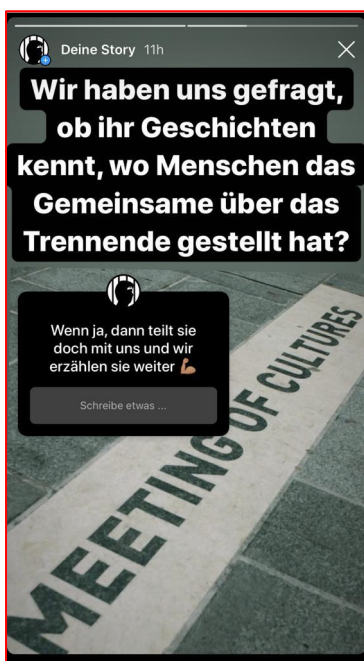 Deine Story 11h
Wir haben uns gefragt,
ob ihr Geschichten
kennt, wo Menschen das
Gemeinsame über das
Trennende gestellt hat?
Wenn ja, dann teilt sie
doch mit uns und wir
erzählen sie weiter 💪🏽
Schreibe etwas ...
MEETING OF CULTURES